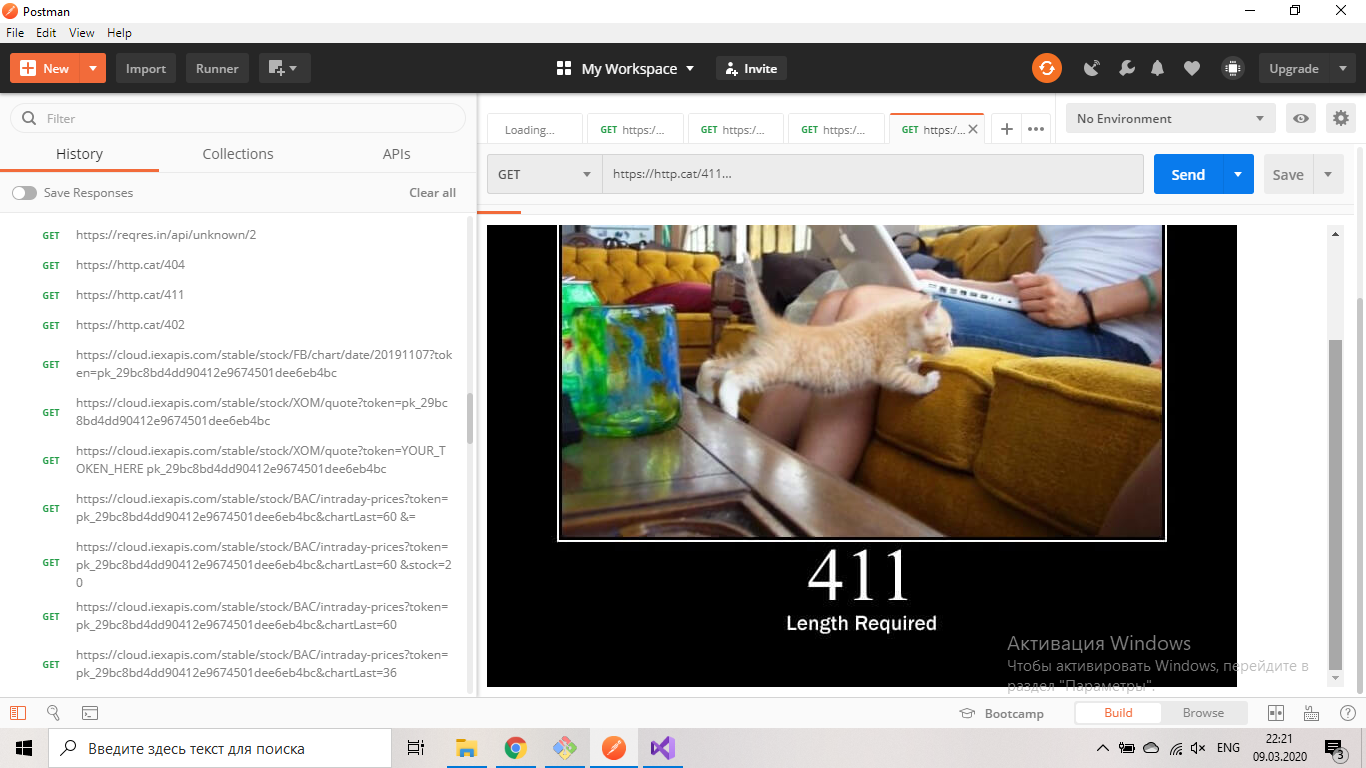 Postman
File Edit View Help
New Import Runner My Workspace Invite Upgrade
Filter
History Collections APIs
Save Responses Clear all
GET https://reqres.in/api/unknown/2
GET https://http.cat/404
GET https://http.cat/411
GET https://http.cat/402
GET https://cloud.iexapis.com/stable/stock/FB/chart/date/20191107?tok
en=pk_29bc8bd4dd90412e9674501dee6eb4bc
GET https://cloud.iexapis.com/stable/stock/XOM/quote?token=pk_29bc
8bd4dd90412e9674501dee6eb4bc
GET https://cloud.iexapis.com/stable/stock/XOM/quote?token=YOUR_T
OKEN_HERE pk_29bc8bd4dd90412e9674501dee6eb4bc
GET https://cloud.iexapis.com/stable/stock/BAC/intraday-prices?token=
pk_29bc8bd4dd90412e9674501dee6eb4bc&chartLast=60 &=
GET https://cloud.iexapis.com/stable/stock/BAC/intraday-prices?token=
pk_29bc8bd4dd90412e9674501dee6eb4bc&chartLast=60 &stock=2
0
GET https://cloud.iexapis.com/stable/stock/BAC/intraday-prices?token=
pk_29bc8bd4dd90412e9674501dee6eb4bc&chartLast=60
GET https://cloud.iexapis.com/stable/stock/BAC/intraday-prices?token=
pk_29bc8bd4dd90412e9674501dee6eb4bc&chartLast=36
Loading... GET https:/... GET https:/... GET https:/... GET https:/...
No Environment
GET https://http.cat/411... Send Save
411
Length Required
Активация Windows
Чтобы активировать Windows, перейдите в
раздел "Параметры".
Bootcamp Build Browse
Введите здесь текст для поиска
ENG
22:21
09.03.2020
3